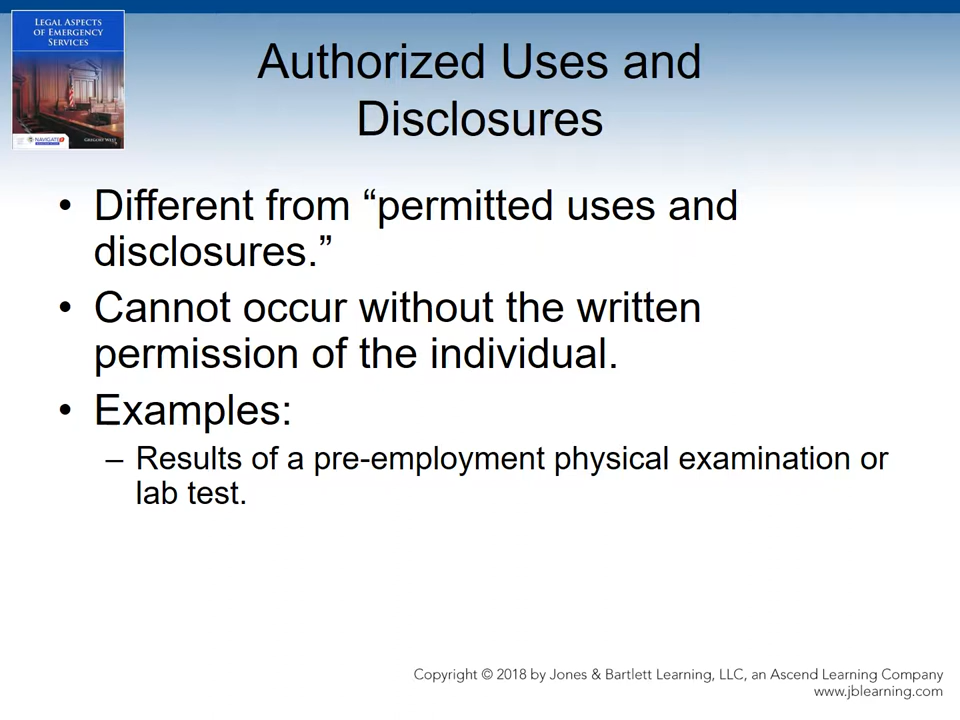 LEGAL ASPECTS
OF EMERGENCY
SERVICES
NAVIGATE
GREGORY WEST
Authorized Uses and
Disclosures
• Different from “permitted uses and
disclosures.”
• Cannot occur without the written
permission of the individual.
• Examples:
– Results of a pre-employment physical examination or
lab test.
Copyright © 2018 by Jones & Bartlett Learning, LLC, an Ascend Learning Company
www.jblearning.com